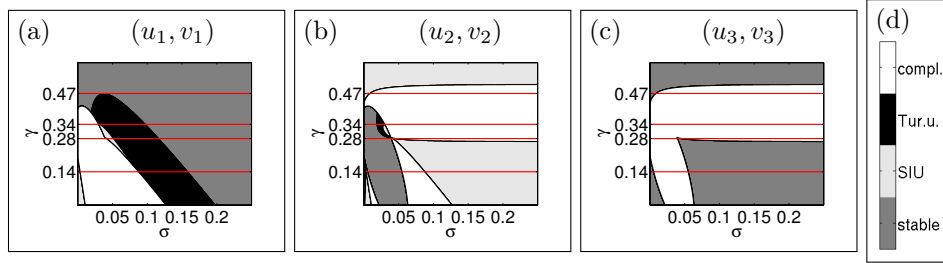 (a) (u₁, v₁)
0.47
0.34
0.28
0.14
γ
0.05 0.1 0.15 0.2
σ
(b) (u₂, v₂)
0.47
0.34
0.28
0.14
γ
0.05 0.1 0.15 0.2
σ
(c) (u₃, v₃)
0.47
0.34
0.28
0.14
γ
0.05 0.1 0.15 0.2
σ
(d)
compl.
Tur.u.
SIU
stable